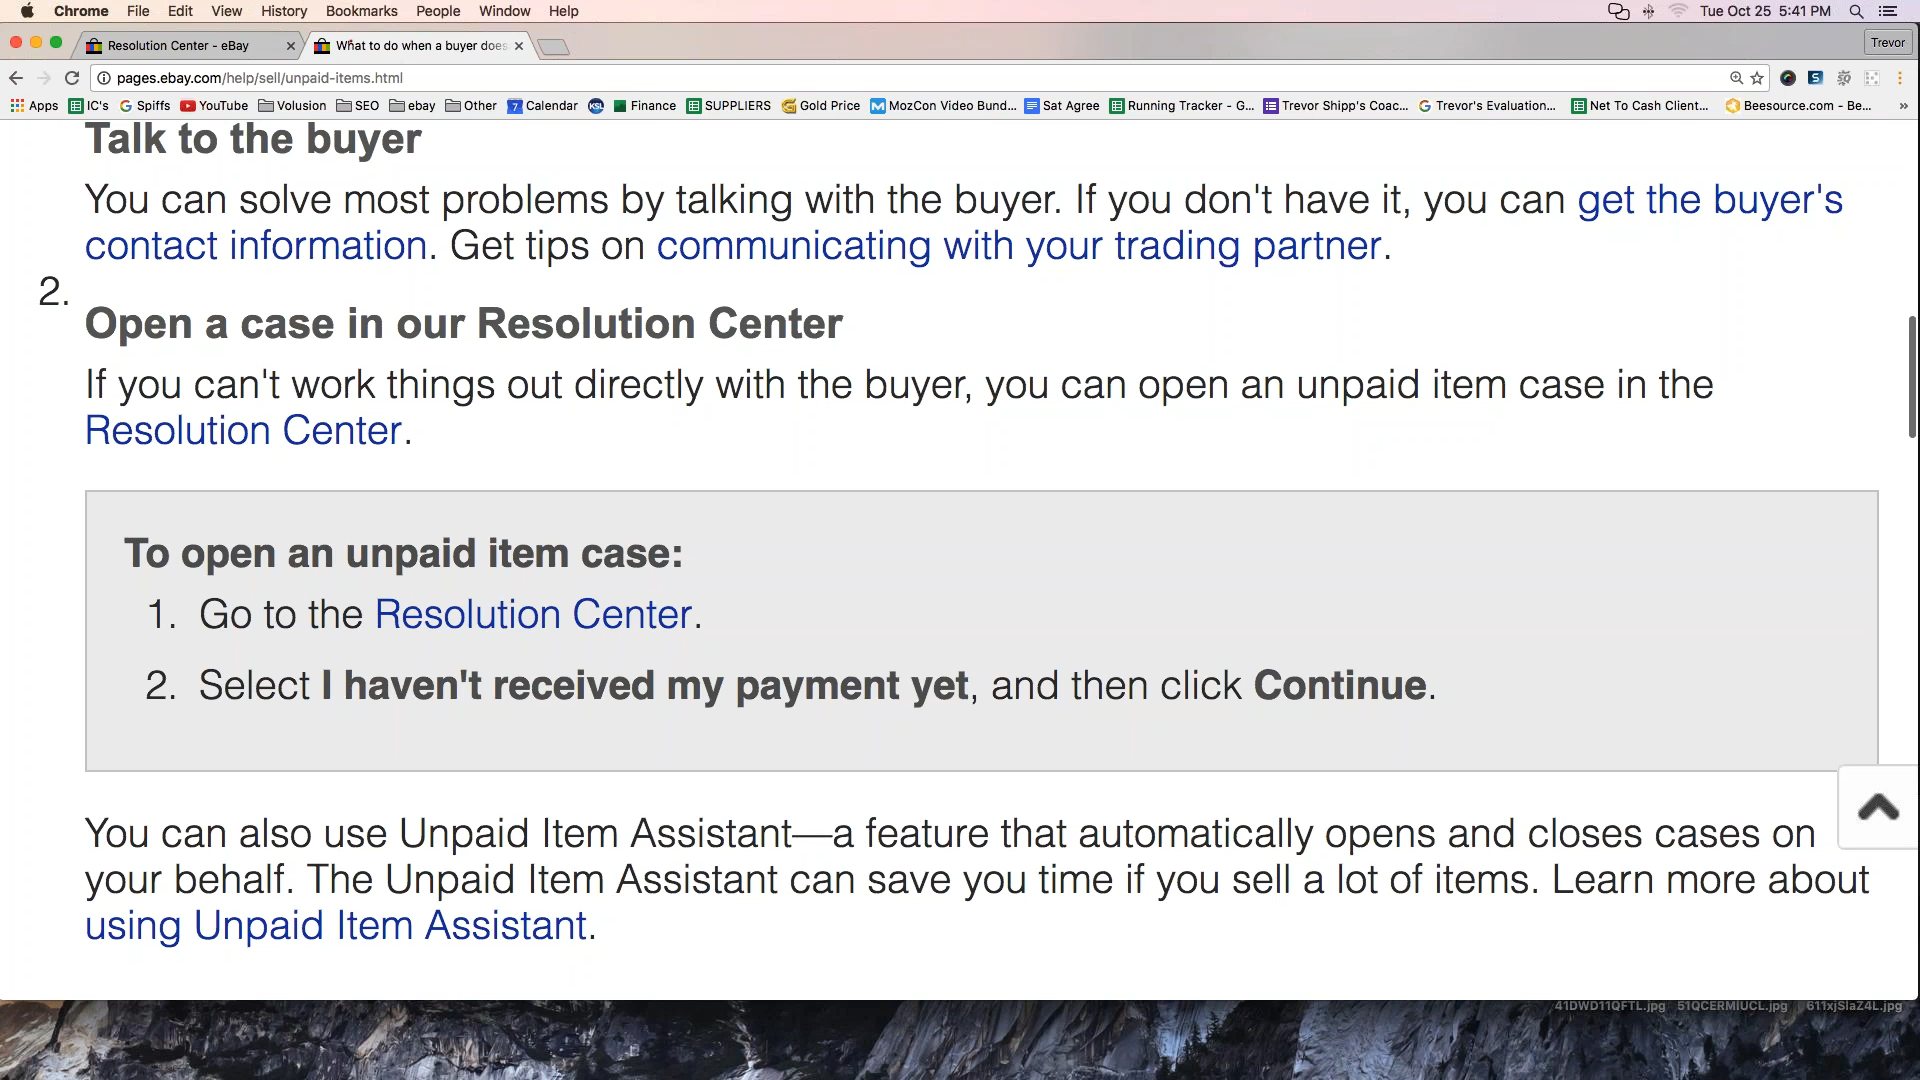 Chrome File Edit View History Bookmarks People Window Help Tue Oct 25 5:41 PM
Resolution Center - eBay What to do when a buyer does Trevor
pages.ebay.com/help/sell/unpaid-items.html
Apps IC's Spiffs YouTube Volusion SEO ebay Other 7 Calendar KSL Finance SUPPLIERS Gold Price MozCon Video Bund... Sat Agree Running Tracker - G... Trevor Shipp's Coac... Trevor's Evaluation... Net To Cash Client... Beesource.com - Be... »
Talk to the buyer
You can solve most problems by talking with the buyer. If you don't have it, you can get the buyer's
contact information. Get tips on communicating with your trading partner.
2.
Open a case in our Resolution Center
If you can't work things out directly with the buyer, you can open an unpaid item case in the
Resolution Center.
To open an unpaid item case:
1. Go to the Resolution Center.
2. Select I haven't received my payment yet, and then click Continue.
You can also use Unpaid Item Assistant—a feature that automatically opens and closes cases on
your behalf. The Unpaid Item Assistant can save you time if you sell a lot of items. Learn more about
using Unpaid Item Assistant.
41DWD11QFTL.jpg 51QCERMIUCL.jpg 611xjSlaZ4L.jpg